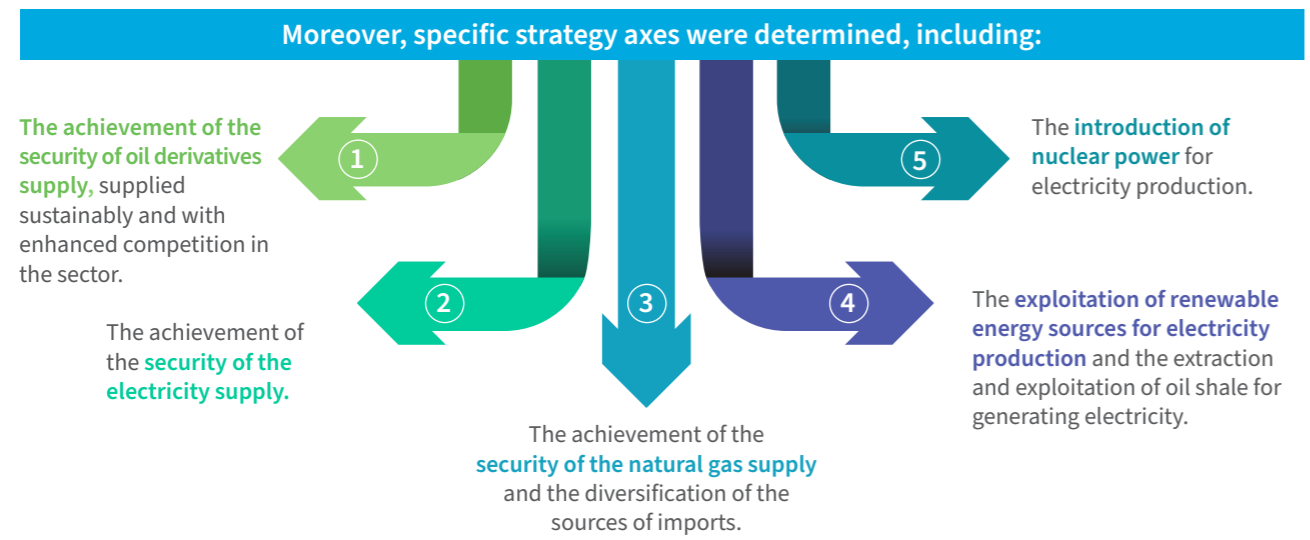 Moreover, specific strategy axes were determined, including:
1
The achievement of the
security of oil derivatives
supply, supplied
sustainably and with
enhanced competition in
the sector.
2
The achievement of
the security of the
electricity supply.
3
The achievement of the
security of the natural gas supply
and the diversification of the
sources of imports.
4
The exploitation of renewable
energy sources for electricity
production and the extraction
and exploitation of oil shale for
generating electricity.
5
The introduction of
nuclear power for
electricity production.